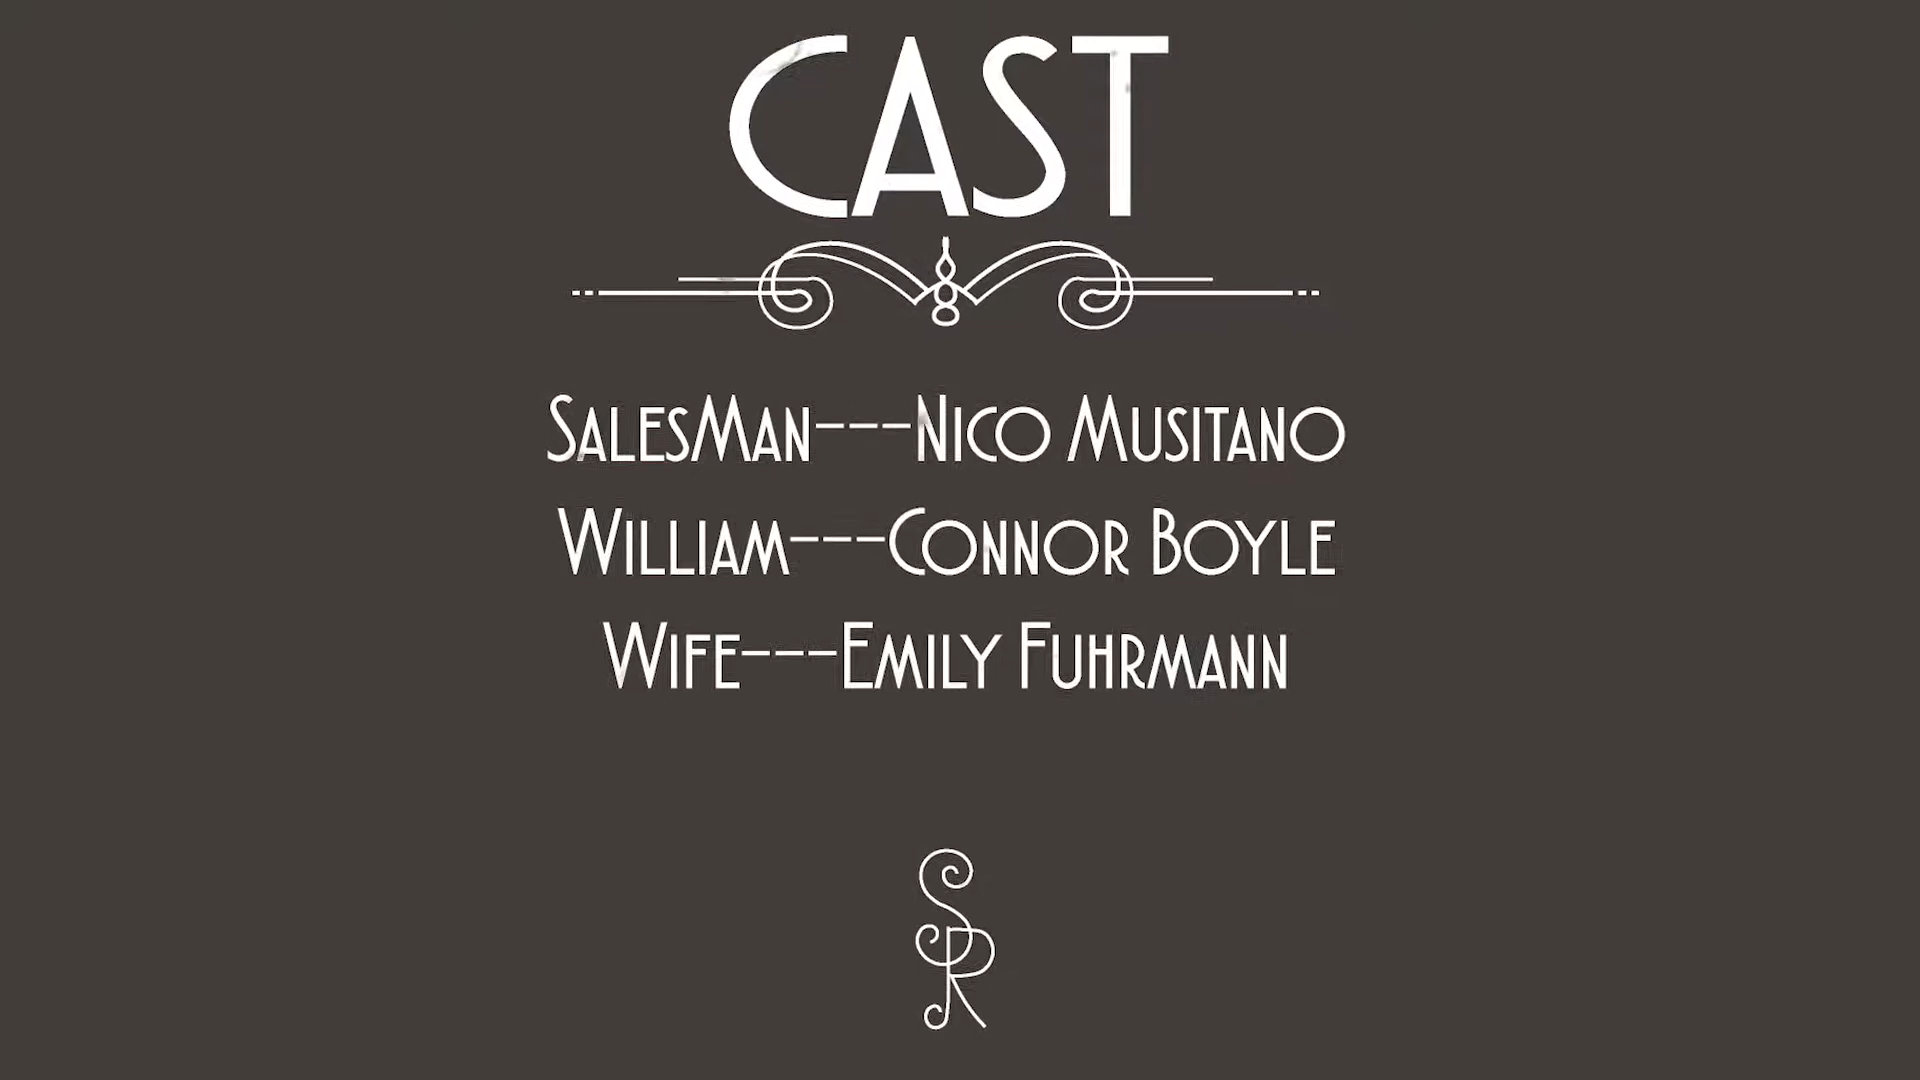 CAST
SALESMAN---NICO MUSITANO
WILLIAM---CONNOR BOYLE
WIFE---EMILY FUHRMANN
SR